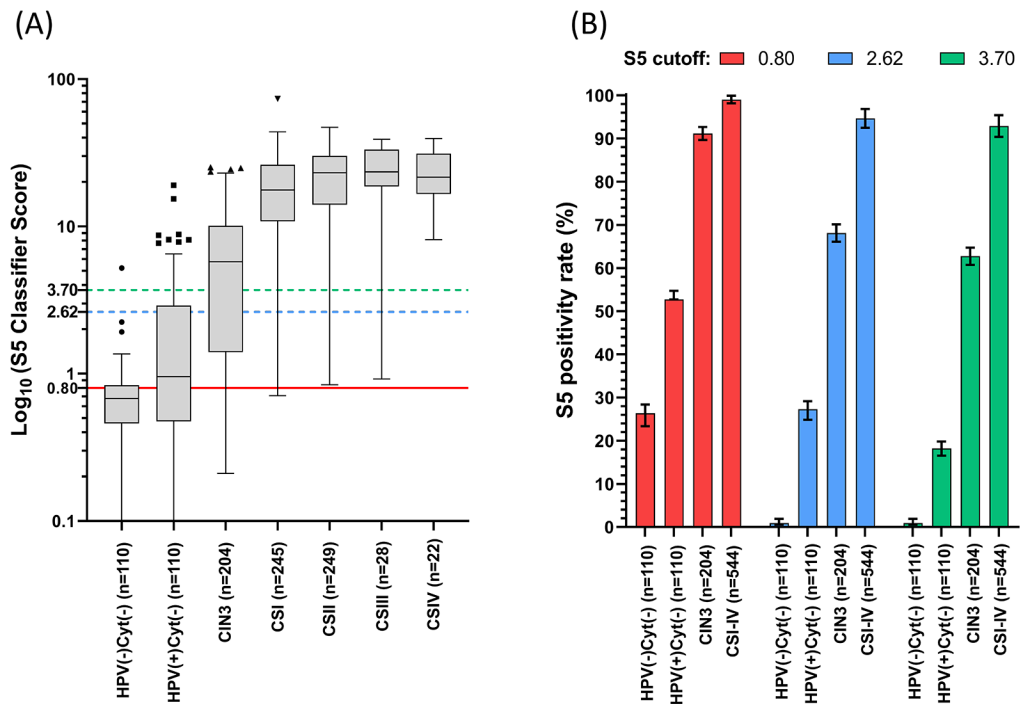 (A)
Log10 (S5 Classifier Score)
100
10
3.70
2.62
1
0.80
0.1
HPV(-)Cyt(-) (n=110)
HPV(+)Cyt(-) (n=110)
CIN3 (n=204)
CSI (n=245)
CSII (n=249)
CSIII (n=28)
CSIV (n=22)
(B)
S5 cutoff: 0.80 2.62 3.70
S5 positivity rate (%)
100
90
80
70
60
50
40
30
20
10
0
HPV(-)Cyt(-) (n=110)
HPV(+)Cyt(-) (n=110)
CIN3 (n=204)
CSI-IV (n=544)
HPV(-)Cyt(-) (n=110)
HPV(+)Cyt(-) (n=110)
CIN3 (n=204)
CSI-IV (n=544)
HPV(-)Cyt(-) (n=110)
HPV(+)Cyt(-) (n=110)
CIN3 (n=204)
CSI-IV (n=544)